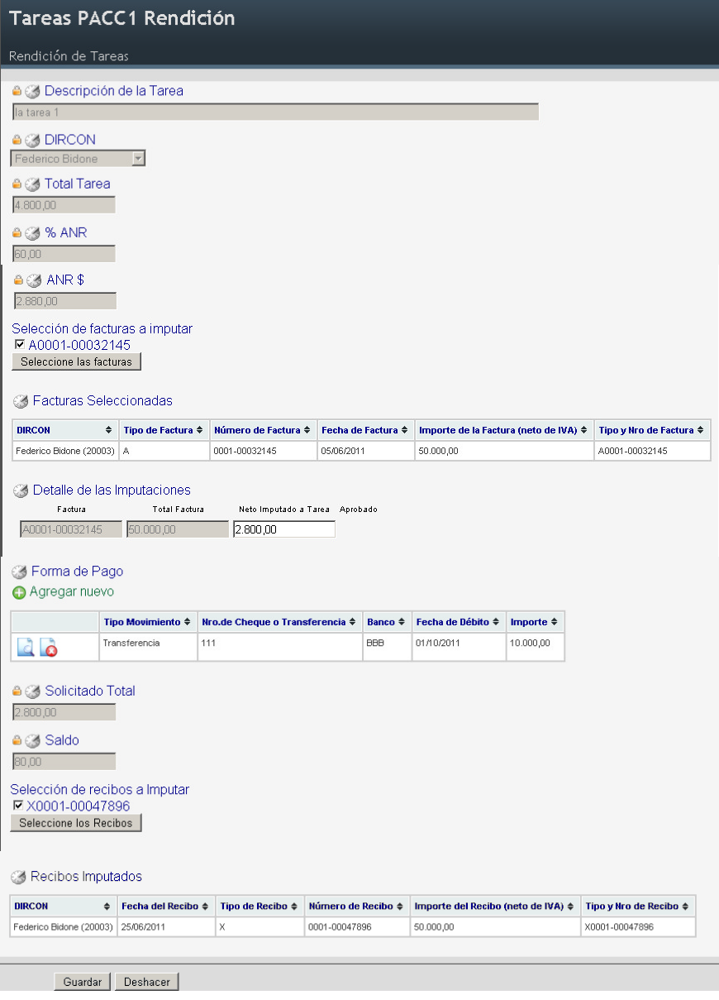 Tareas PACC1 Rendición
Rendición de Tareas
Descripción de la Tarea
la tarea 1
DIRCON
Federico Bidone
Total Tarea
4.800,00
% ANR
60,00
ANR $
2.880,00
Selección de facturas a imputar
A0001-00032145
Seleccione las facturas
Facturas Seleccionadas
DIRCON Tipo de Factura Número de Factura Fecha de Factura Importe de la Factura (neto de IVA) Tipo y Nro de Factura
Federico Bidone (20003) A 0001-00032145 05/06/2011 50.000,00 A0001-00032145
Detalle de las Imputaciones
Factura Total Factura Neto Imputado a Tarea Aprobado
A0001-00032145 50.000,00 2.800,00
Forma de Pago
Agregar nuevo
Tipo Movimiento Nro.de Cheque o Transferencia Banco Fecha de Débito Importe
Transferencia 111 BBB 01/10/2011 10.000,00
Solicitado Total
2.800,00
Saldo
80,00
Selección de recibos a Imputar
X0001-00047896
Seleccione los Recibos
Recibos Imputados
DIRCON Fecha del Recibo Tipo de Recibo Número de Recibo Importe del Recibo (neto de IVA) Tipo y Nro de Recibo
Federico Bidone (20003) 25/06/2011 X 0001-00047896 50.000,00 X0001-00047896
Guardar Deshacer